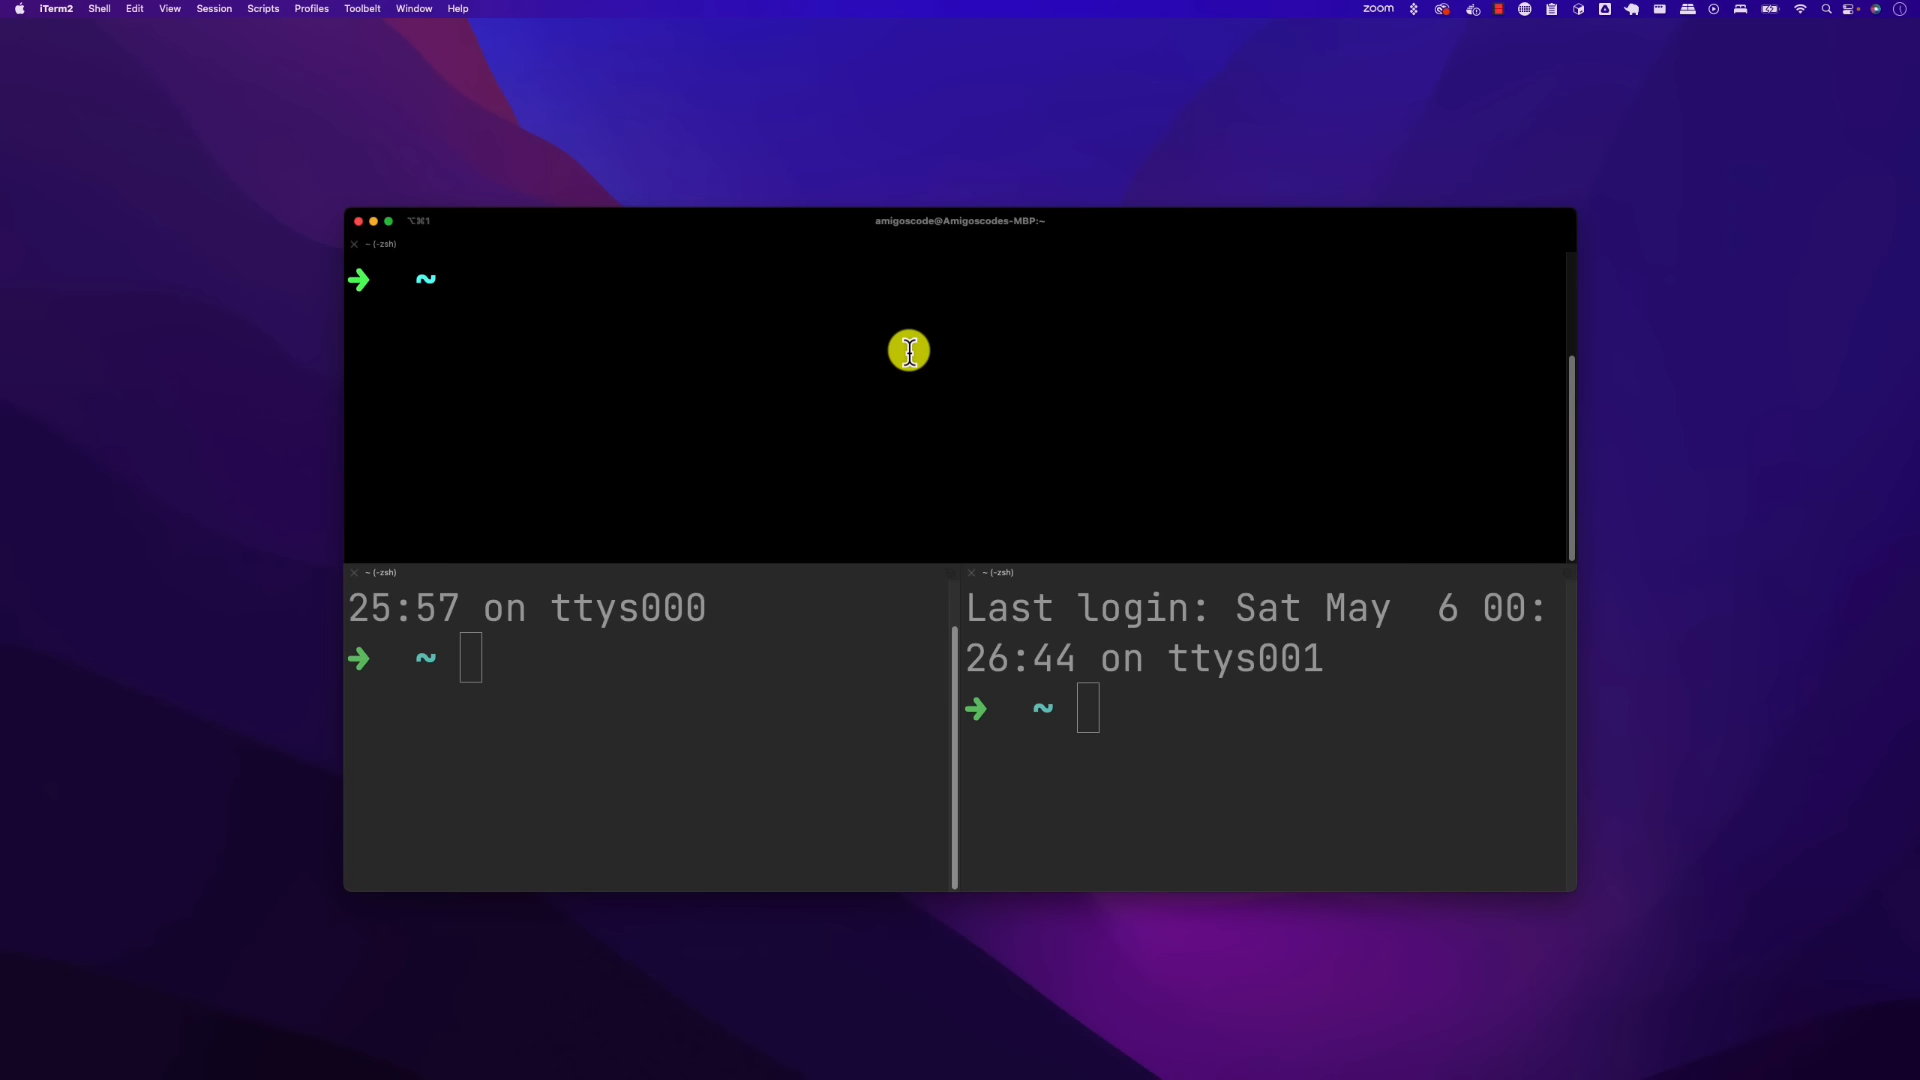 iTerm2 Shell Edit View Session Scripts Profiles Toolbelt Window Help zoom
⌥⌘1 amigoscode@Amigoscodes-MBP:~
~ (-zsh)
➜ ~
~ (-zsh)
25:57 on ttys000
➜ ~
~ (-zsh)
Last login: Sat May  6 00:
26:44 on ttys001
➜ ~